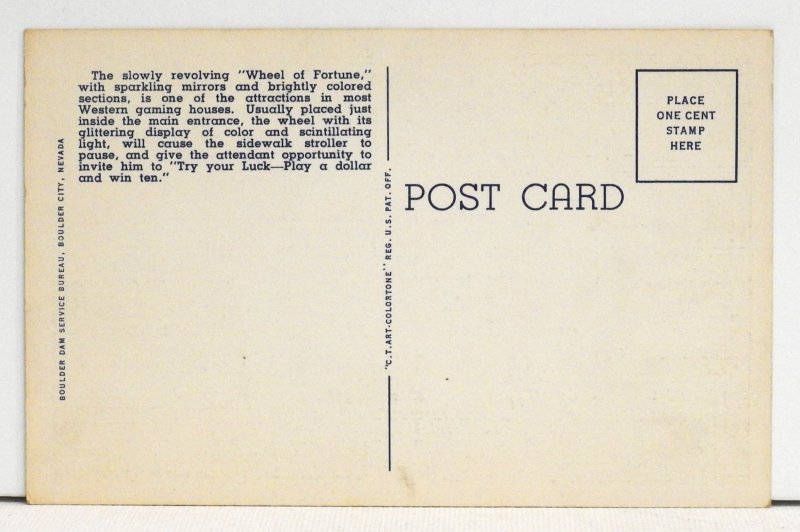 The slowly revolving "Wheel of Fortune,"
with sparkling mirrors and brightly colored
sections, is one of the attractions in most
Western gaming houses. Usually placed just
inside the main entrance, the wheel with its
glittering display of color and scintillating
light, will cause the sidewalk stroller to
pause, and give the attendant opportunity to
invite him to "Try your Luck—Play a dollar
and win ten."
BOULDER DAM SERVICE BUREAU, BOULDER CITY, NEVADA
"C.T. ART-COLORTONE" REG. U.S. PAT. OFF.
POST CARD
PLACE
ONE CENT
STAMP
HERE